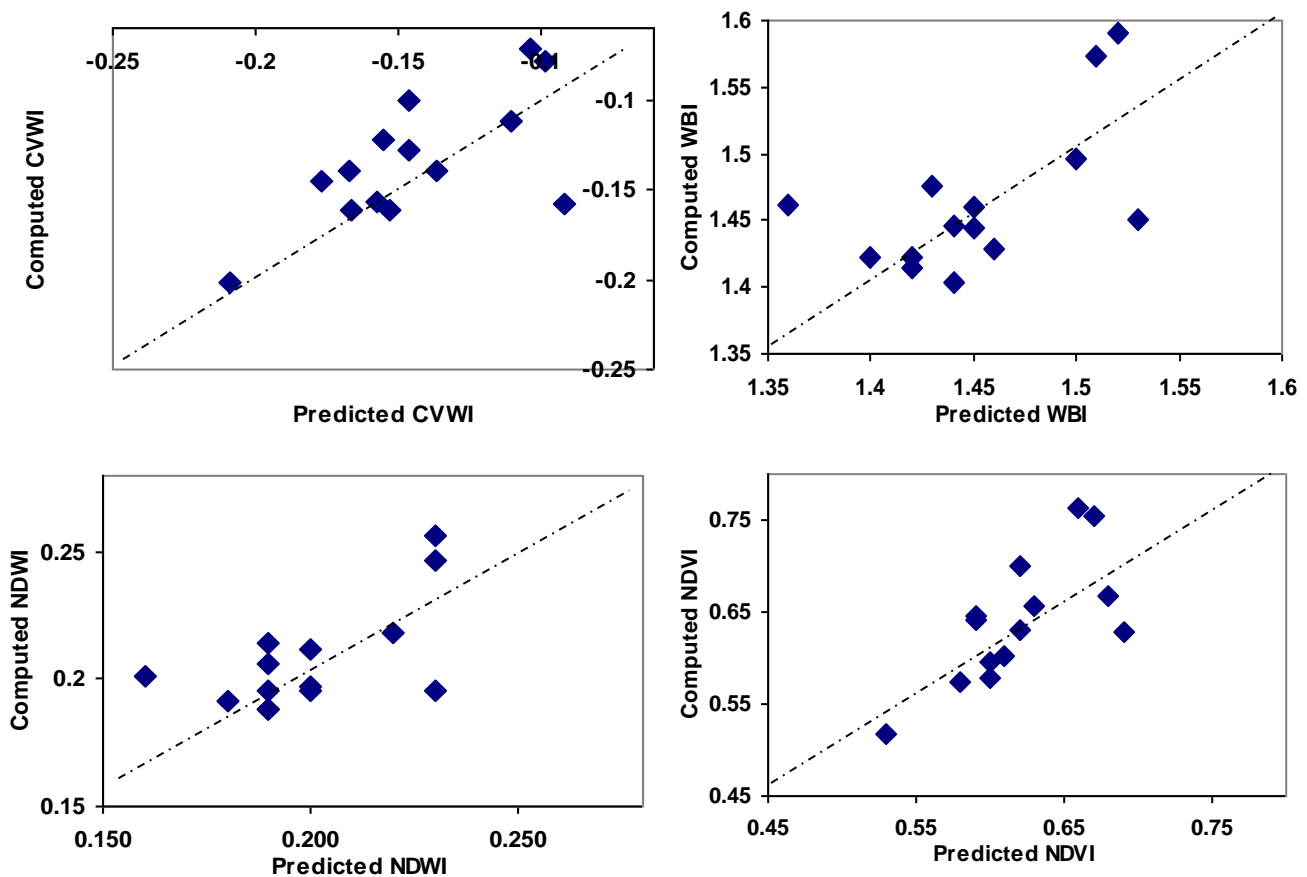 -0.25 -0.2 -0.15 -0.1
-0.1
-0.15
-0.2
-0.25
Computed CVWI
Predicted CVWI
1.6
1.55
1.5
1.45
1.4
1.35
Computed WBI
1.35 1.4 1.45 1.5 1.55 1.6
Predicted WBI
0.25
0.2
0.15
Computed NDWI
0.150 0.200 0.250
Predicted NDWI
0.75
0.65
0.55
0.45
Computed NDVI
0.45 0.55 0.65 0.75
Predicted NDVI